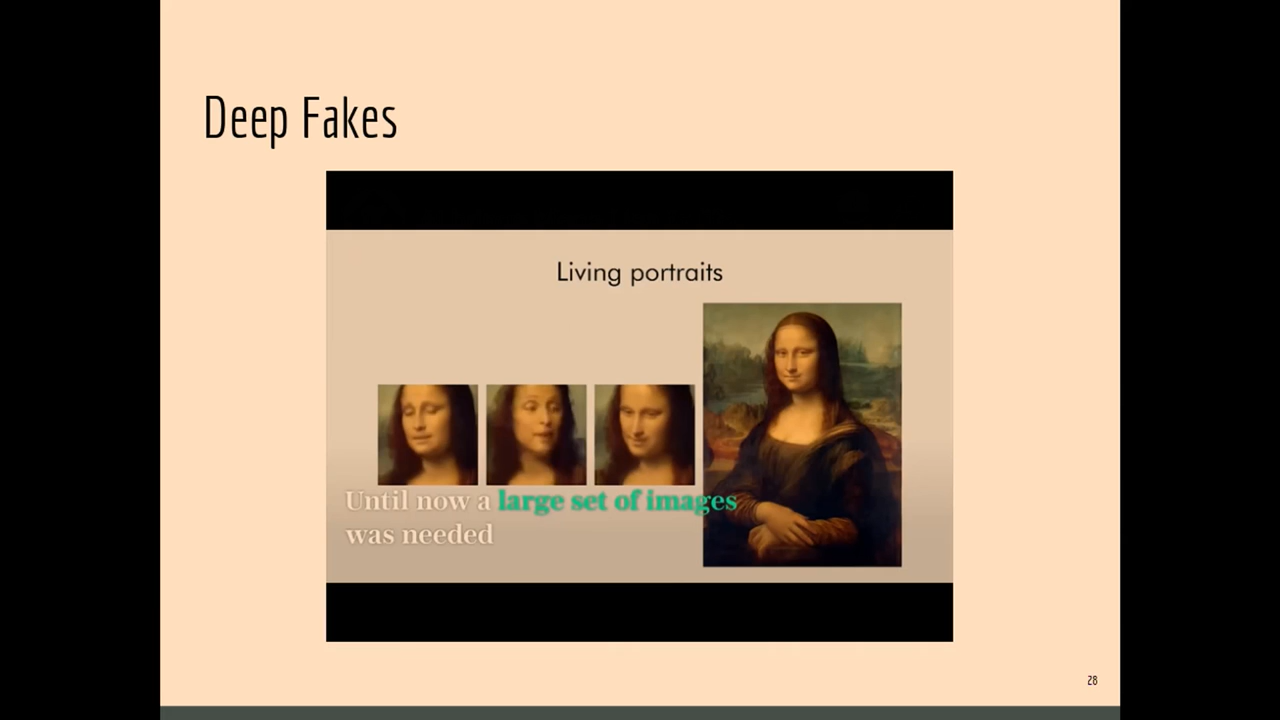 Deep Fakes
Living portraits
Until now a large set of images
was needed
28